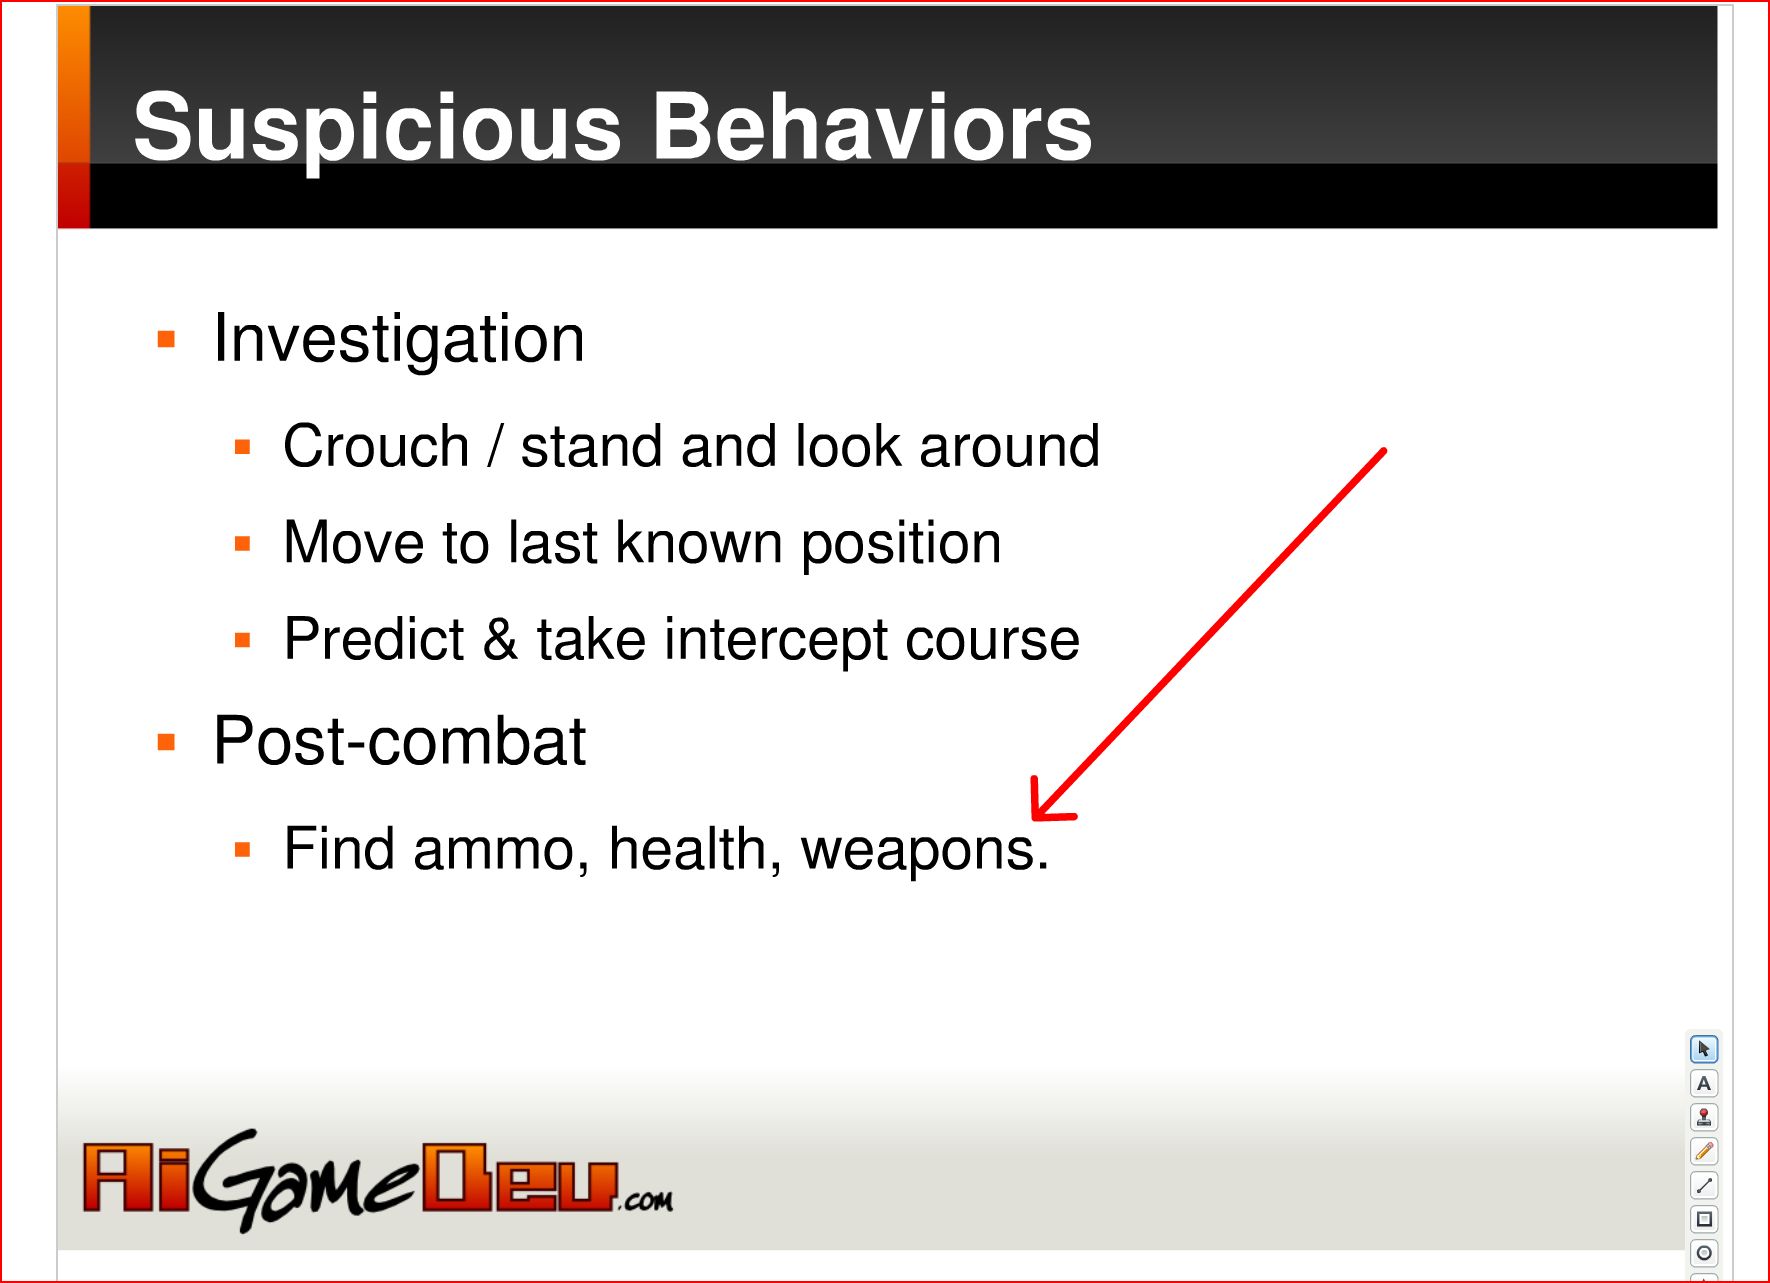 Suspicious Behaviors
Investigation
Crouch / stand and look around
Move to last known position
Predict & take intercept course
Post-combat
Find ammo, health, weapons.
AiGameDev.com
A